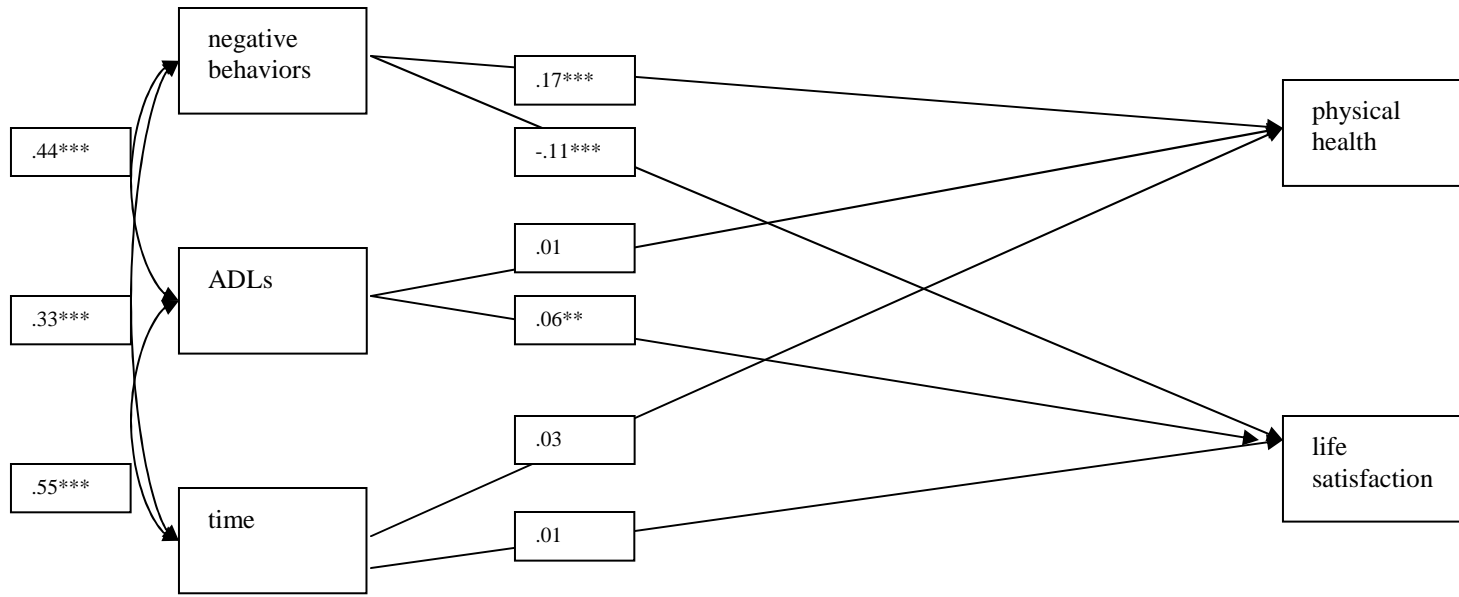 negative
behaviors
.17***
physical
health
.44***
-.11***
.01
ADLs
.33***
.06**
.03
life
satisfaction
.55***
time
.01